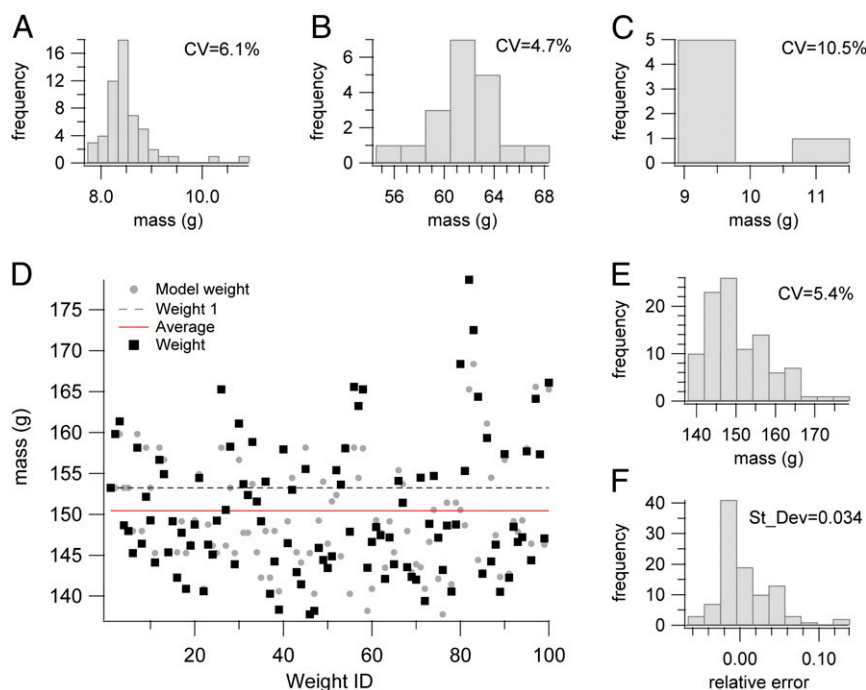 A
CV=6.1%
frequency
16
12
8
4
0
8.0
10.0
mass (g)
B
CV=4.7%
frequency
6
4
2
0
56
60
64
68
mass (g)
C
CV=10.5%
frequency
5
4
3
2
1
0
9
10
11
mass (g)
D
Model weight
Weight 1
Average
Weight
mass (g)
175
170
165
160
155
150
145
140
20
40
60
80
100
Weight ID
E
CV=5.4%
frequency
20
10
0
140
150
160
170
mass (g)
F
St_Dev=0.034
frequency
40
30
20
10
0
0.00
0.10
relative error